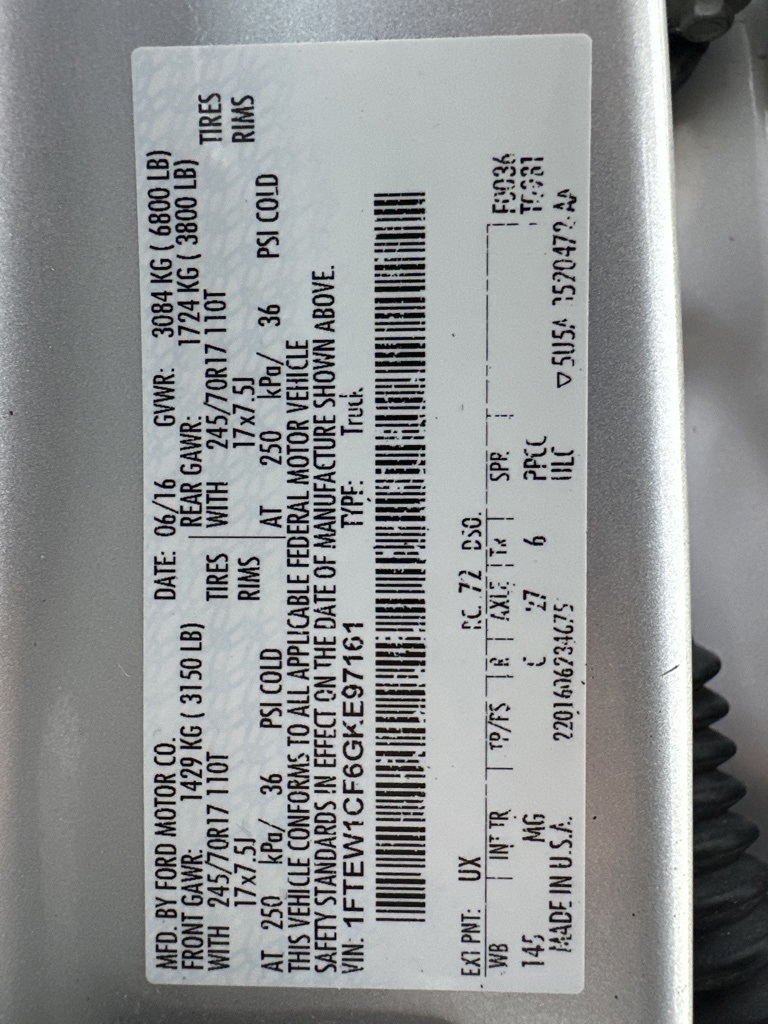 MFD. BY FORD MOTOR CO.
DATE: 06/16 GVWR: 3084 KG ( 6800 LB)
FRONT GAWR: 1429 KG ( 3150 LB)
REAR GAWR: 1724 KG ( 3800 LB)
WITH 245/70R17 110T TIRES
WITH 245/70R17 110T TIRES
17x7.5J RIMS
17x7.5J RIMS
AT 250 kPa/ 36 PSI COLD
AT 250 kPa/ 36 PSI COLD
THIS VEHICLE CONFORMS TO ALL APPLICABLE FEDERAL MOTOR VEHICLE
SAFETY STANDARDS IN EFFECT ON THE DATE OF MANUFACTURE SHOWN ABOVE.
VIN: 1FTEW1CF6GKE97161 TYPE: Truck
EXT PNT: UX RC: 72 DSO:
WB INT TR TP/PS R AXLE TR SPR F0036
145 MG C 27 6 PPCC
MADE IN U.S.A.